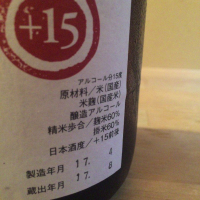 +15
アルコール分15度
原材料／米(国産)
米麹(国産米)
醸造アルコール
精米歩合／麹米60%
掛米60%
日本酒度／+15前後
製造年月 17.
蔵出年月 17.